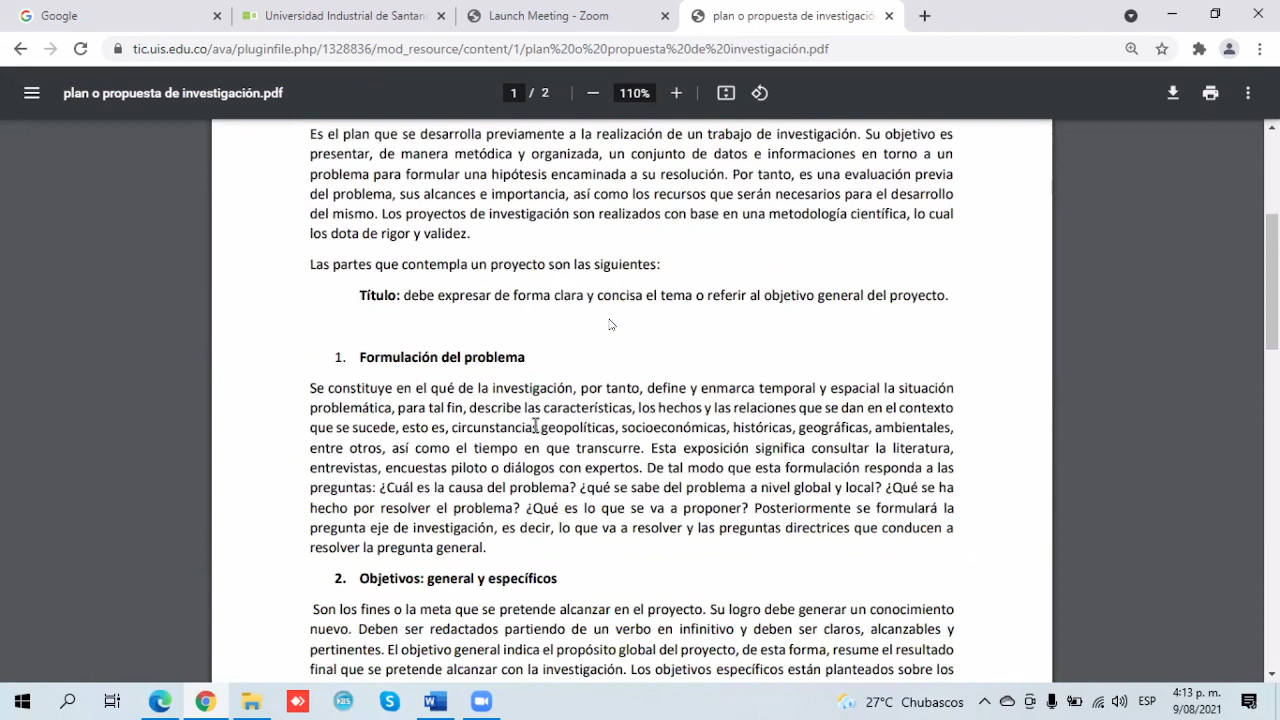 Google
Universidad Industrial de Santan
Launch Meeting - Zoom
plan o propuesta de investigació
tic.uis.edu.co/ava/pluginfile.php/1328836/mod_resource/content/1/plan%20o%20propuesta%20de%20investigación.pdf
plan o propuesta de investigación.pdf
1 / 2
110%
Es el plan que se desarrolla previamente a la realización de un trabajo de investigación. Su objetivo es
presentar, de manera metódica y organizada, un conjunto de datos e informaciones en torno a un
problema para formular una hipótesis encaminada a su resolución. Por tanto, es una evaluación previa
del problema, sus alcances e importancia, así como los recursos que serán necesarios para el desarrollo
del mismo. Los proyectos de investigación son realizados con base en una metodología científica, lo cual
los dota de rigor y validez.
Las partes que contempla un proyecto son las siguientes:
Título: debe expresar de forma clara y concisa el tema o referir al objetivo general del proyecto.
1. Formulación del problema
Se constituye en el qué de la investigación, por tanto, define y enmarca temporal y espacial la situación
problemática, para tal fin, describe las características, los hechos y las relaciones que se dan en el contexto
que se sucede, esto es, circunstancias geopolíticas, socioeconómicas, históricas, geográficas, ambientales,
entre otros, así como el tiempo en que transcurre. Esta exposición significa consultar la literatura,
entrevistas, encuestas piloto o diálogos con expertos. De tal modo que esta formulación responda a las
preguntas: ¿Cuál es la causa del problema? ¿qué se sabe del problema a nivel global y local? ¿Qué se ha
hecho por resolver el problema? ¿Qué es lo que se va a proponer? Posteriormente se formulará la
pregunta eje de investigación, es decir, lo que va a resolver y las preguntas directrices que conducen a
resolver la pregunta general.
2. Objetivos: general y específicos
Son los fines o la meta que se pretende alcanzar en el proyecto. Su logro debe generar un conocimiento
nuevo. Deben ser redactados partiendo de un verbo en infinitivo y deben ser claros, alcanzables y
pertinentes. El objetivo general indica el propósito global del proyecto, de esta forma, resume el resultado
final que se pretende alcanzar con la investigación. Los objetivos específicos están planteados sobre los
27°C Chubascos
ESP
4:13 p. m.
9/08/2021